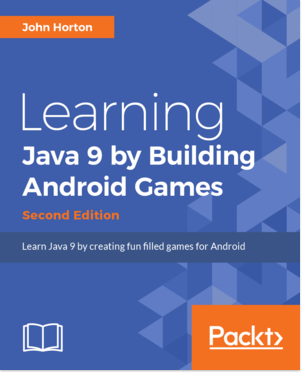 John Horton
Learning
Java 9 by Building
Android Games
Second Edition
Learn Java 9 by creating fun filled games for Android
Packt>